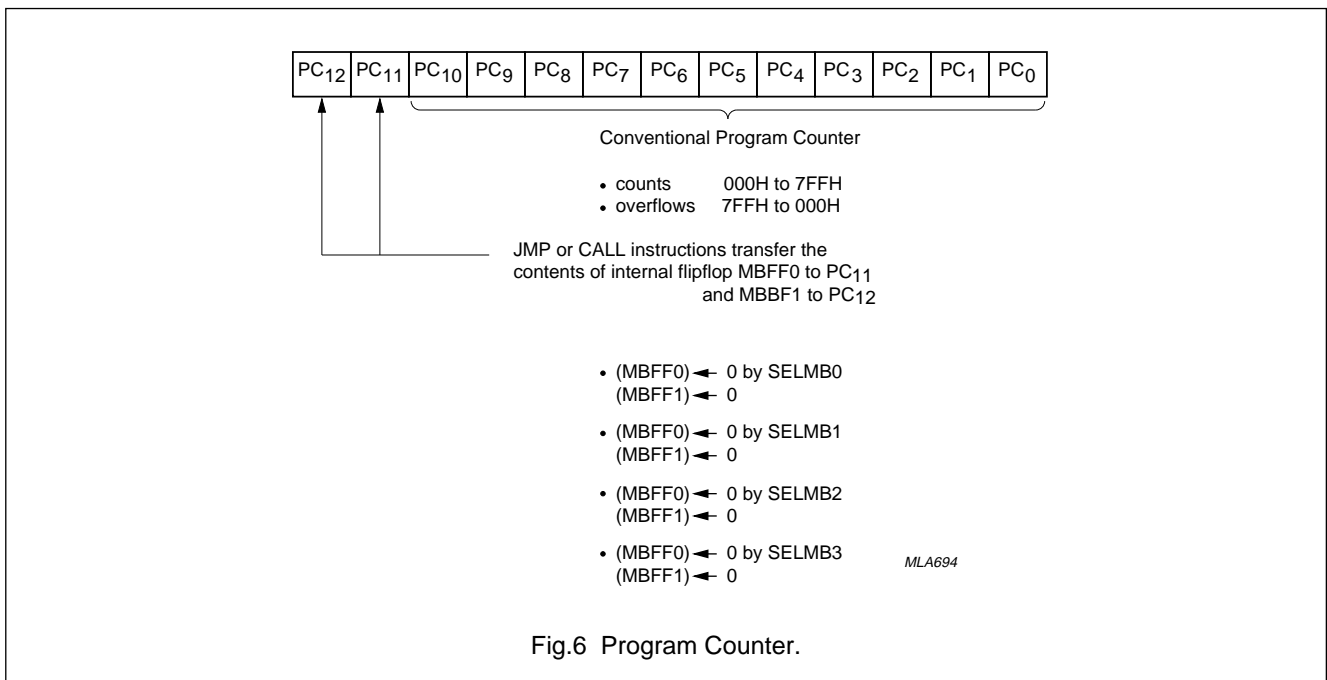 PC12 PC11 PC10 PC9 PC8 PC7 PC6 PC5 PC4 PC3 PC2 PC1 PC0
Conventional Program Counter
• counts 000H to 7FFH
• overflows 7FFH to 000H
JMP or CALL instructions transfer the
contents of internal flipflop MBFF0 to PC11
and MBBF1 to PC12
• (MBFF0) ← 0 by SELMB0
(MBFF1) ← 0
• (MBFF0) ← 0 by SELMB1
(MBFF1) ← 0
• (MBFF0) ← 0 by SELMB2
(MBFF1) ← 0
• (MBFF0) ← 0 by SELMB3
(MBFF1) ← 0
MLA694
Fig.6 Program Counter.